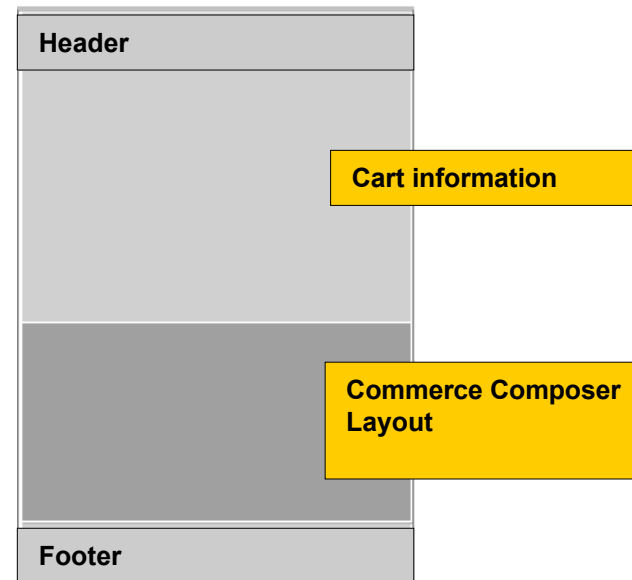 Header
Cart information
Commerce Composer
Layout
Footer